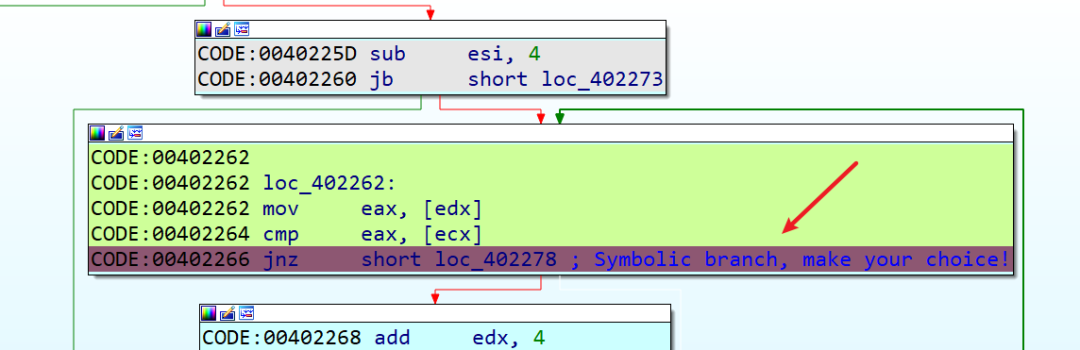 CODE:0040225D sub     esi, 4
CODE:00402260 jb      short loc_402273
CODE:00402262
CODE:00402262 loc_402262:
CODE:00402262 mov     eax, [edx]
CODE:00402264 cmp     eax, [ecx]
CODE:00402266 jnz     short loc_402278 ; Symbolic branch, make your choice!
CODE:00402268 add     edx, 4